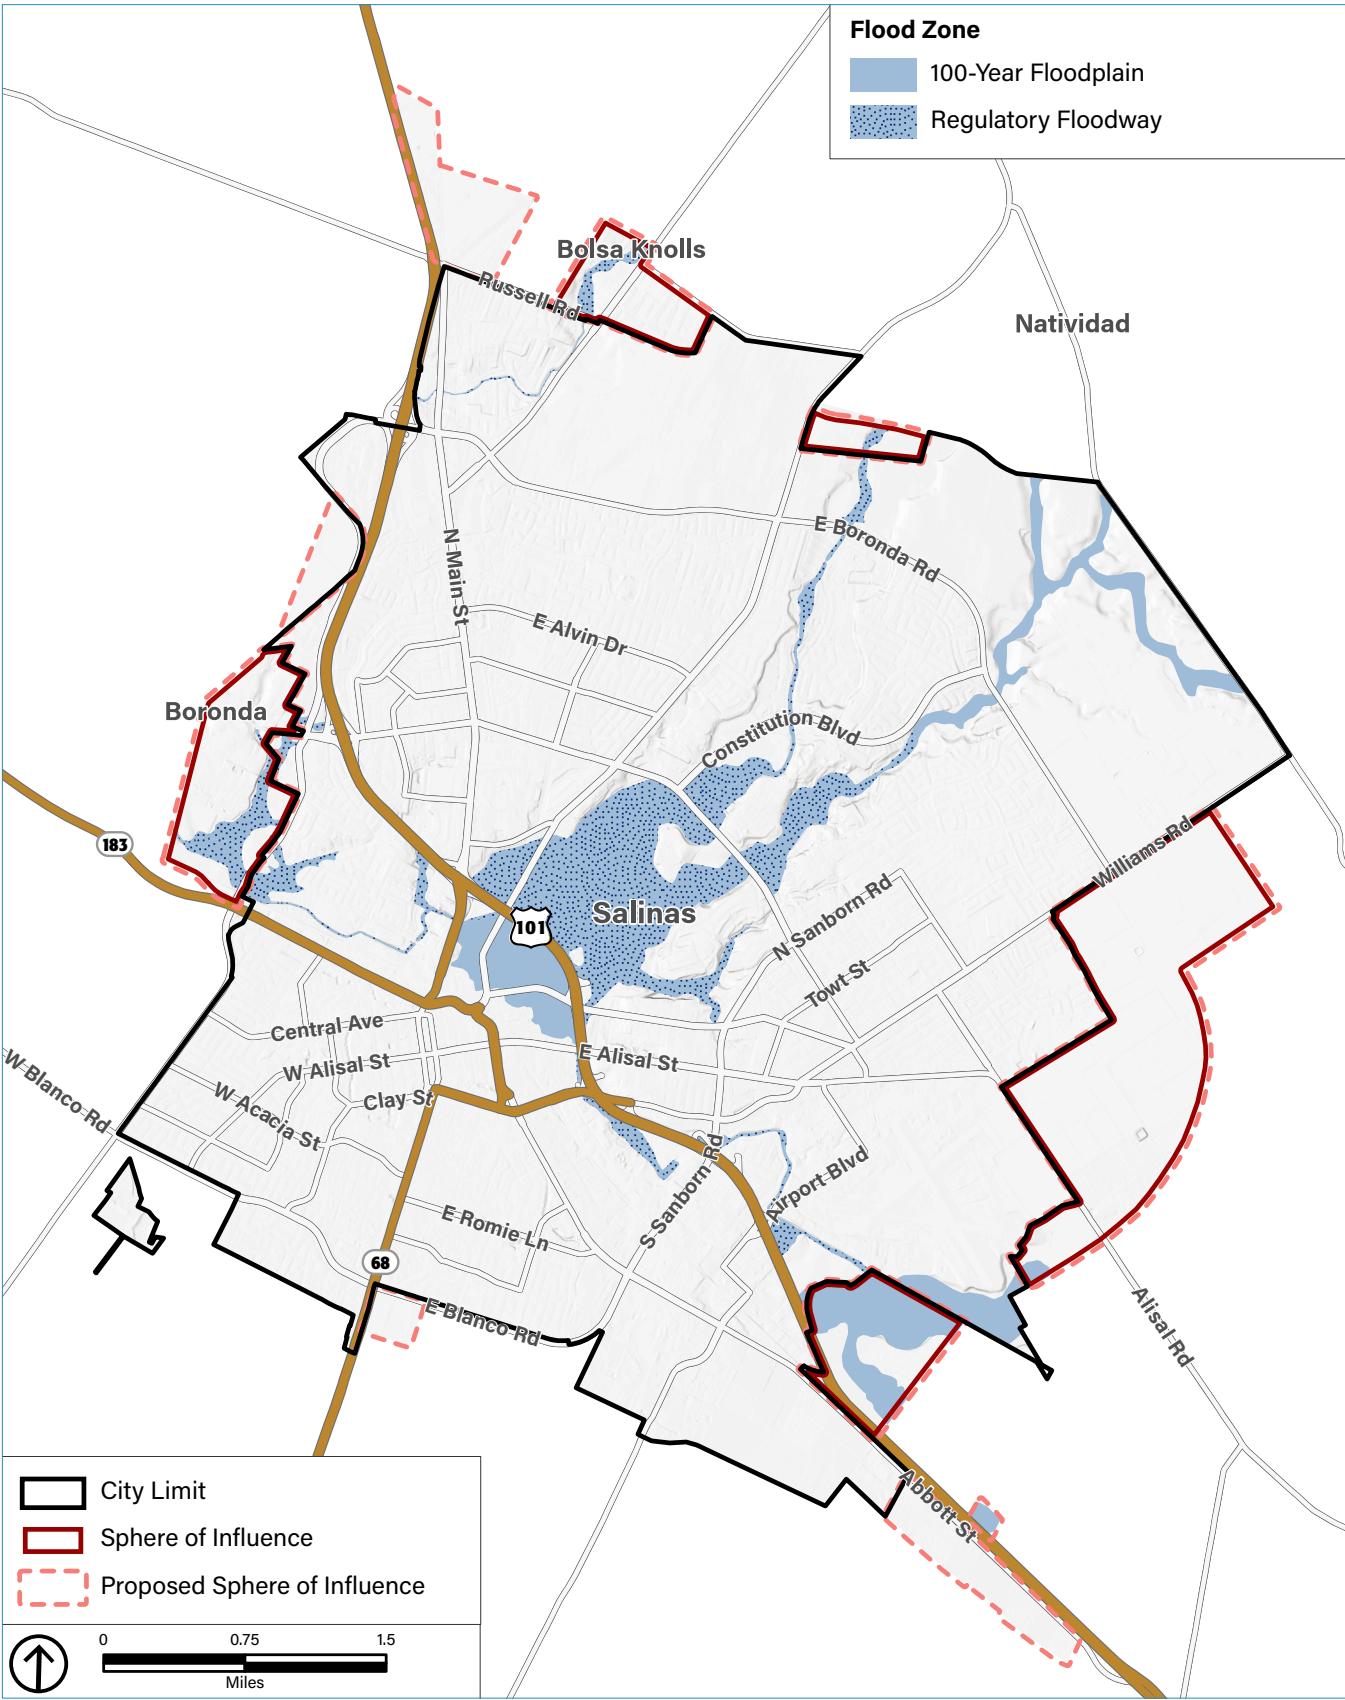 Flood Zone
100-Year Floodplain
Regulatory Floodway
Bolsa Knolls
Russell Rd
Natividad
E Boronda Rd
N Main St
E Alvin Dr
Boronda
Constitution Blvd
183
Williams Rd
Salinas
101
N Sanborn Rd
Towt St
Central Ave
E Alisal St
W Alisal St
W Blanco Rd
Clay St
W Acacia St
S Sanborn Rd
Airport Blvd
E Romie Ln
68
E Blanco Rd
Alisal Rd
Abbott St
City Limit
Sphere of Influence
Proposed Sphere of Influence
0 0.75 1.5
Miles